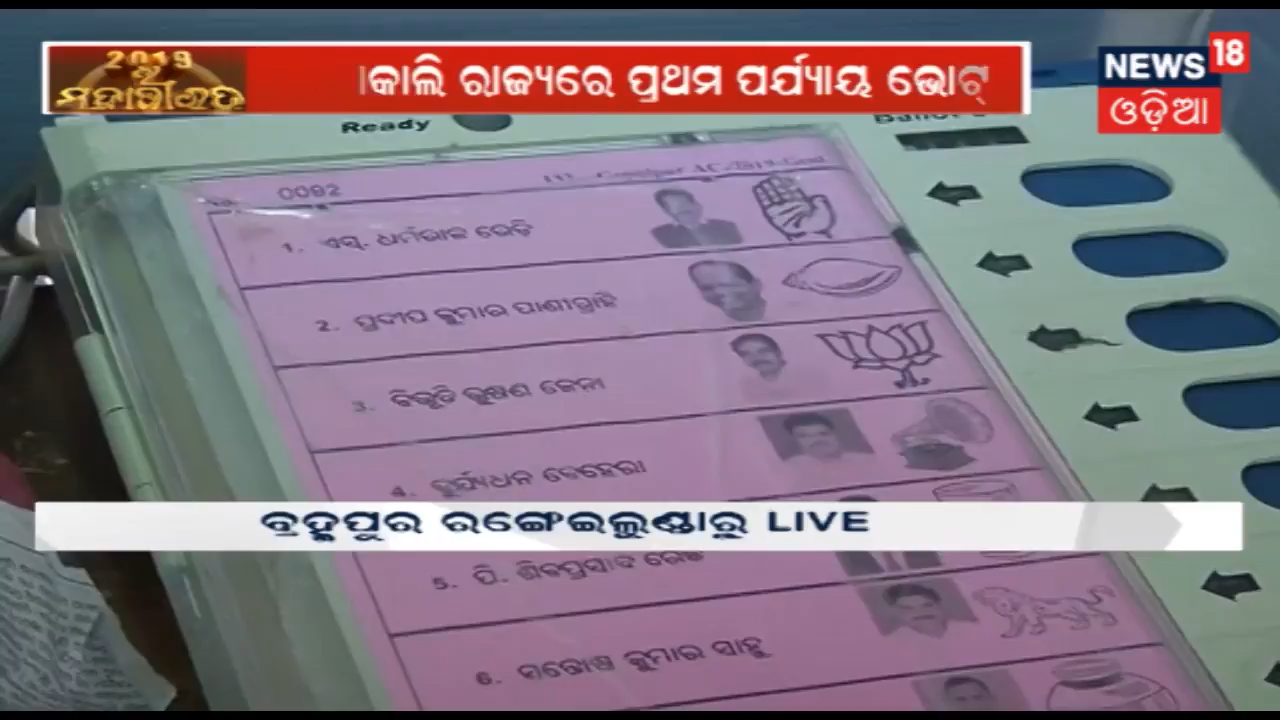 2019
ର
ମହାଭାରତ
ାକାଲି ରାଜ୍ୟରେ ପ୍ରଥମ ପର୍ଯ୍ୟାୟ ଭୋଟ୍
NEWS 18
ଓଡ଼ିଆ
Ready
0092
1. ଏସ୍. ଧର୍ମରାଜ ରେଡ଼ି
2. ପ୍ରଦୀପ କୁମାର ପାଣିଗ୍ରାହି
3. ବିଭୂତି ଭୂଷଣ ଜେନା
4. ଦୁର୍ଯ୍ୟୋଧନ ବେହେରା
ବ୍ରହ୍ମପୁର ରଙ୍ଗେଇଲୁଣ୍ଡାରୁ LIVE
5. ପି. ଶିବପ୍ରସାଦ ରେଡି
6. ସନ୍ତୋଷ କୁମାର ସାହୁ